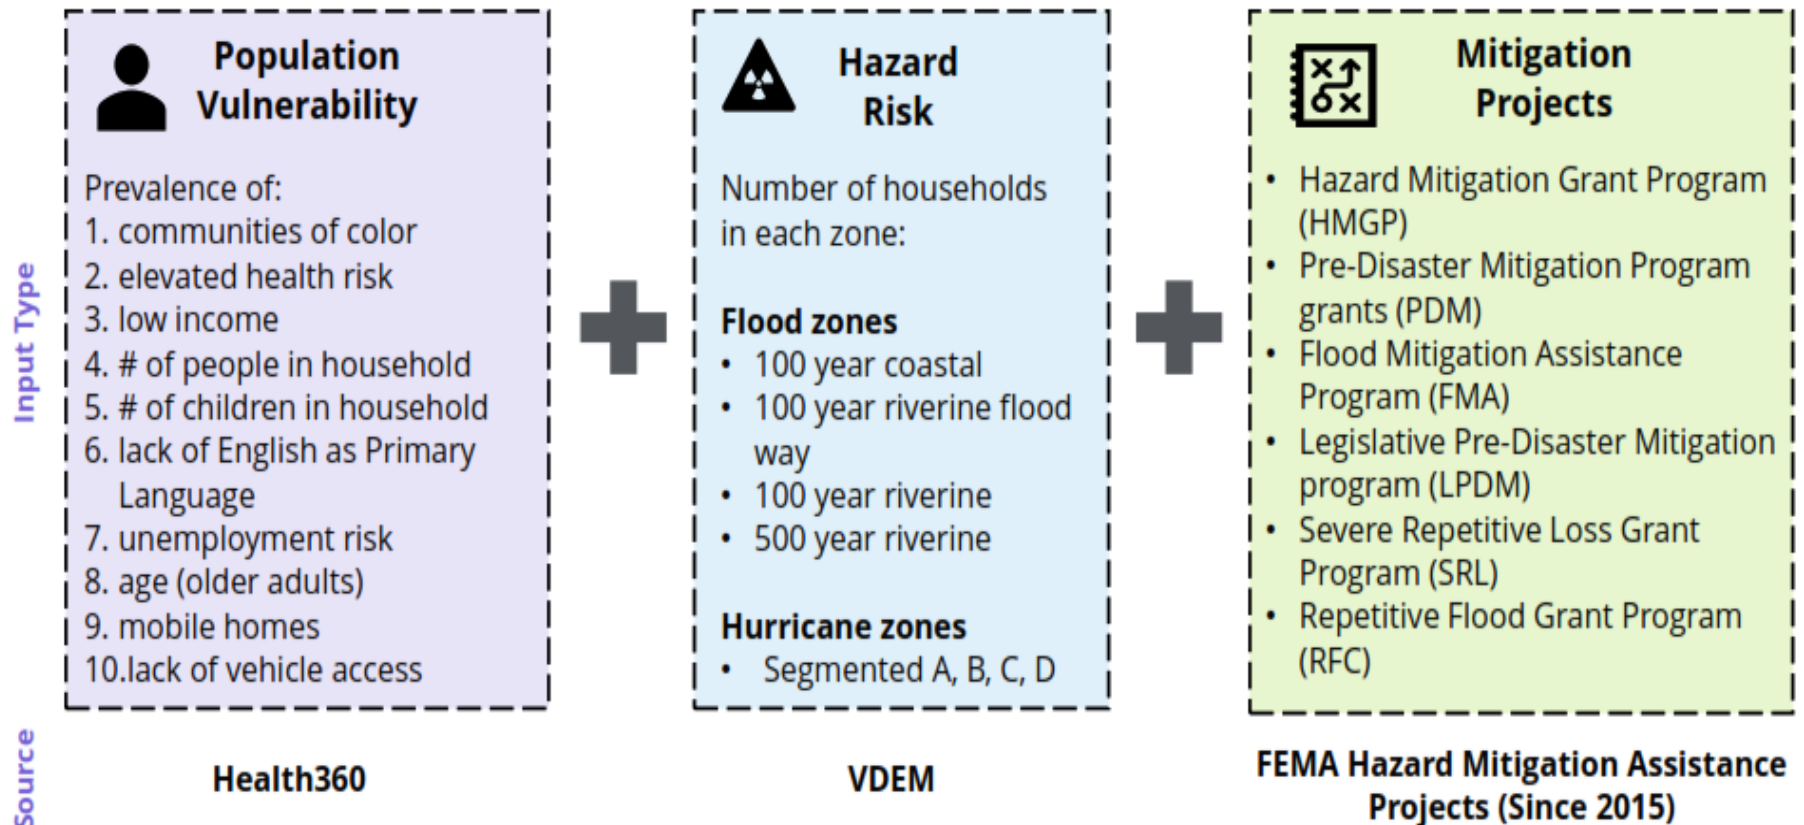 Input Type
Population
Vulnerability
Prevalence of:
1. communities of color
2. elevated health risk
3. low income
4. # of people in household
5. # of children in household
6. lack of English as Primary
Language
7. unemployment risk
8. age (older adults)
9. mobile homes
10.lack of vehicle access
Hazard
Risk
Number of households
in each zone:
Flood zones
• 100 year coastal
• 100 year riverine flood
way
• 100 year riverine
• 500 year riverine
Hurricane zones
• Segmented A, B, C, D
Mitigation
Projects
• Hazard Mitigation Grant Program
(HMGP)
• Pre-Disaster Mitigation Program
grants (PDM)
• Flood Mitigation Assistance
Program (FMA)
• Legislative Pre-Disaster Mitigation
program (LPDM)
• Severe Repetitive Loss Grant
Program (SRL)
• Repetitive Flood Grant Program
(RFC)
Source
Health360
VDEM
FEMA Hazard Mitigation Assistance
Projects (Since 2015)